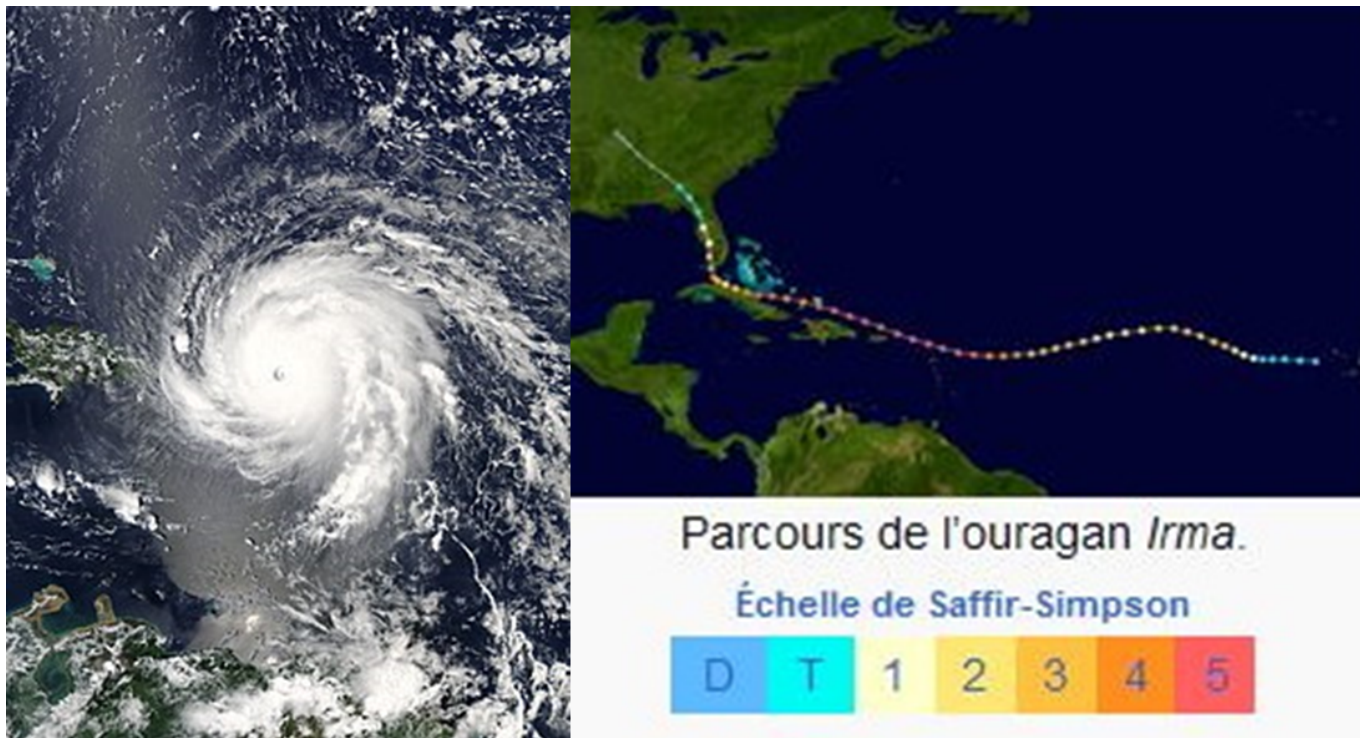 Parcours de l'ouragan Irma.
Échelle de Saffir-Simpson
D T 1 2 3 4 5